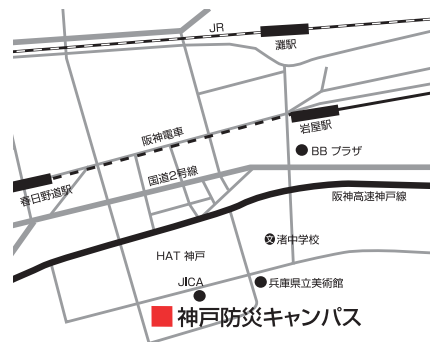 JR
灘駅
岩屋駅
阪神電車
BB プラザ
春日野道駅
国道2号線
阪神高速神戸線
文渚中学校
HAT 神戸
JICA
兵庫県立美術館
神戸防災キャンパス